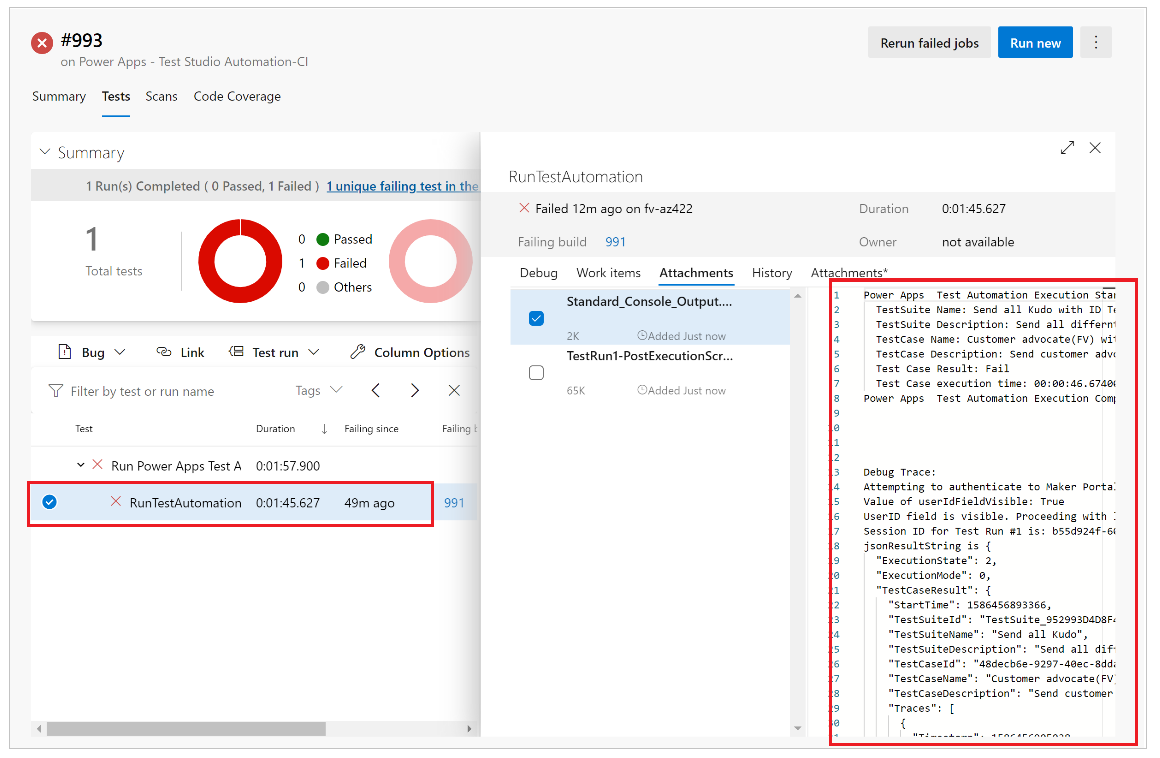 #993
on Power Apps - Test Studio Automation-CI
Rerun failed jobs
Run new
Summary Tests Scans Code Coverage
Summary
1 Run(s) Completed ( 0 Passed, 1 Failed ) 1 unique failing test in the
1
Total tests
0 Passed
1 Failed
0 Others
Bug Link Test run Column Options
Filter by test or run name Tags
Test Duration Failing since Failing
Run Power Apps Test A 0:01:57.900
RunTestAutomation 0:01:45.627 49m ago 991
RunTestAutomation
Failed 12m ago on fv-az422 Duration 0:01:45.627
Failing build 991 Owner not available
Debug Work items Attachments History Attachments*
Standard_Console_Output....
2K Added Just now
TestRun1-PostExecutionScr...
65K Added Just now
1 Power Apps Test Automation Execution Star
2 TestSuite Name: Send all Kudo with ID Te
3 TestSuite Description: Send all differnt
4 TestCase Name: Customer advocate(FV) wit
5 TestCase Description: Send customer advo
6 Test Case Result: Fail
7 Test Case execution time: 00:00:46.67406
8 Power Apps Test Automation Execution Comp
9
10
11
12
13 Debug Trace:
14 Attempting to authenticate to Maker Portal
15 Value of userIdFieldVisible: True
16 UserID field is visible. Proceeding with
17 Session ID for Test Run #1 is: b55d924f-60
18 jsonResultString is {
19 "ExecutionState": 2,
20 "ExecutionMode": 0,
21 "TestCaseResult": {
22 "StartTime": 1586456893366,
23 "TestSuiteId": "TestSuite_952993D4D8F4
24 "TestSuiteName": "Send all Kudo",
25 "TestSuiteDescription": "Send all dif
26 "TestCaseId": "48decb6e-9297-40ec-8dda
27 "TestCaseName": "Customer advocate(FV)
28 "TestCaseDescription": "Send customer
29 "Traces": [
30 {